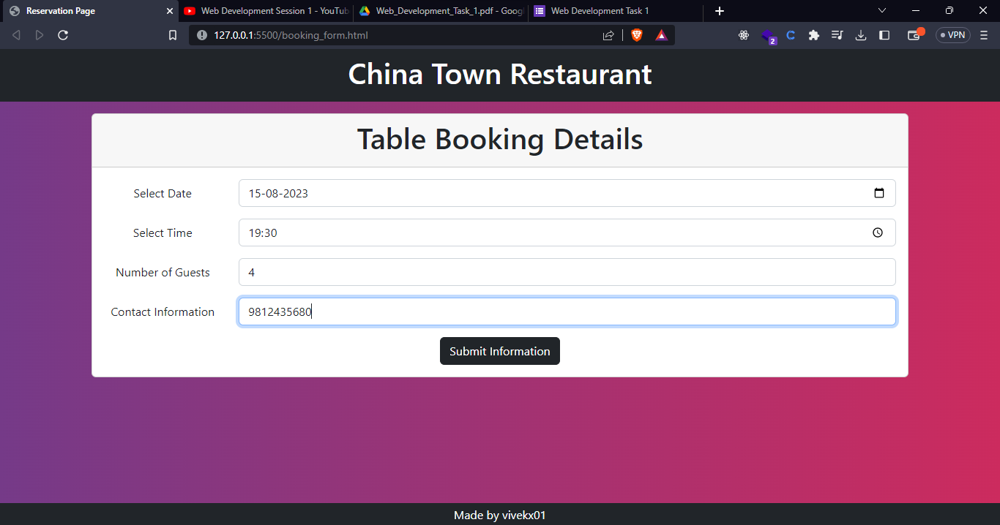 Reservation Page
Web Development Session 1 - YouTub
Web_Development_Task_1.pdf - Googl
Web Development Task 1
127.0.0.1:5500/booking_form.html
2
VPN
China Town Restaurant
Table Booking Details
Select Date
15-08-2023
Select Time
19:30
Number of Guests
4
Contact Information
9812435680
Submit Information
Made by vivekx01